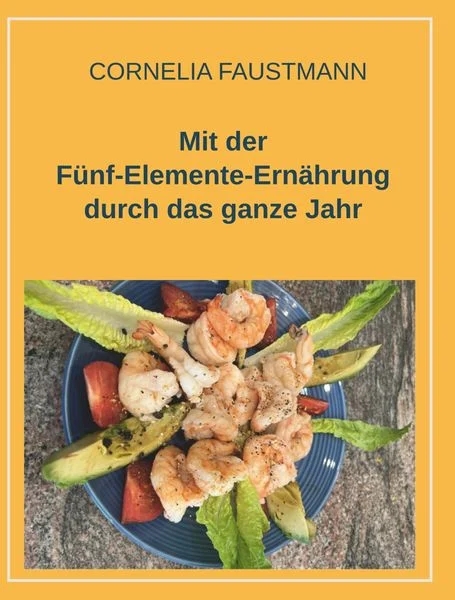 CORNELIA FAUSTMANN
Mit der
Fünf-Elemente-Ernährung
durch das ganze Jahr